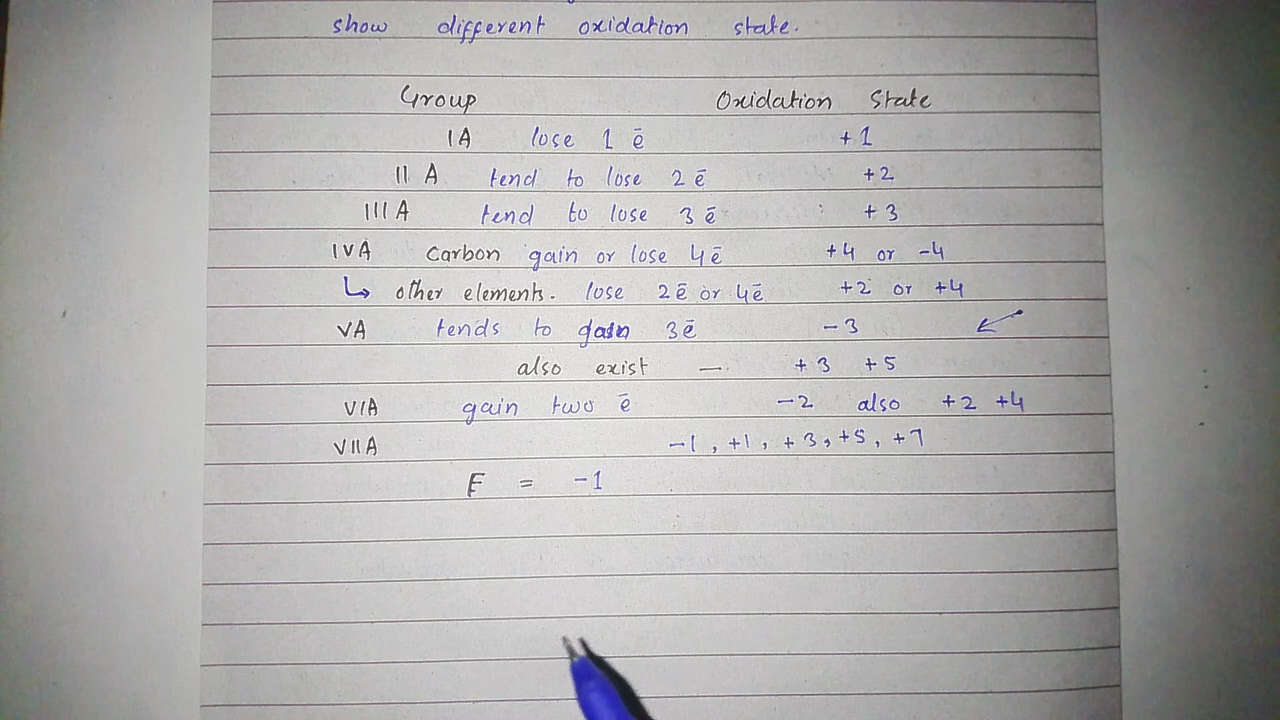 show different oxidation state.
Group Oxidation State
IA lose 1 ē +1
II A tend to lose 2 ē +2
III A tend to lose 3 ē +3
IVA Carbon gain or lose 4ē +4 or -4
↳ other elements. lose 2ē or 4ē +2 or +4
VA tends to gain 3ē -3 ↙
also exist — +3 +5
VIA gain two ē -2 also +2 +4
VIIA -1, +1, +3, +5, +7
F = -1